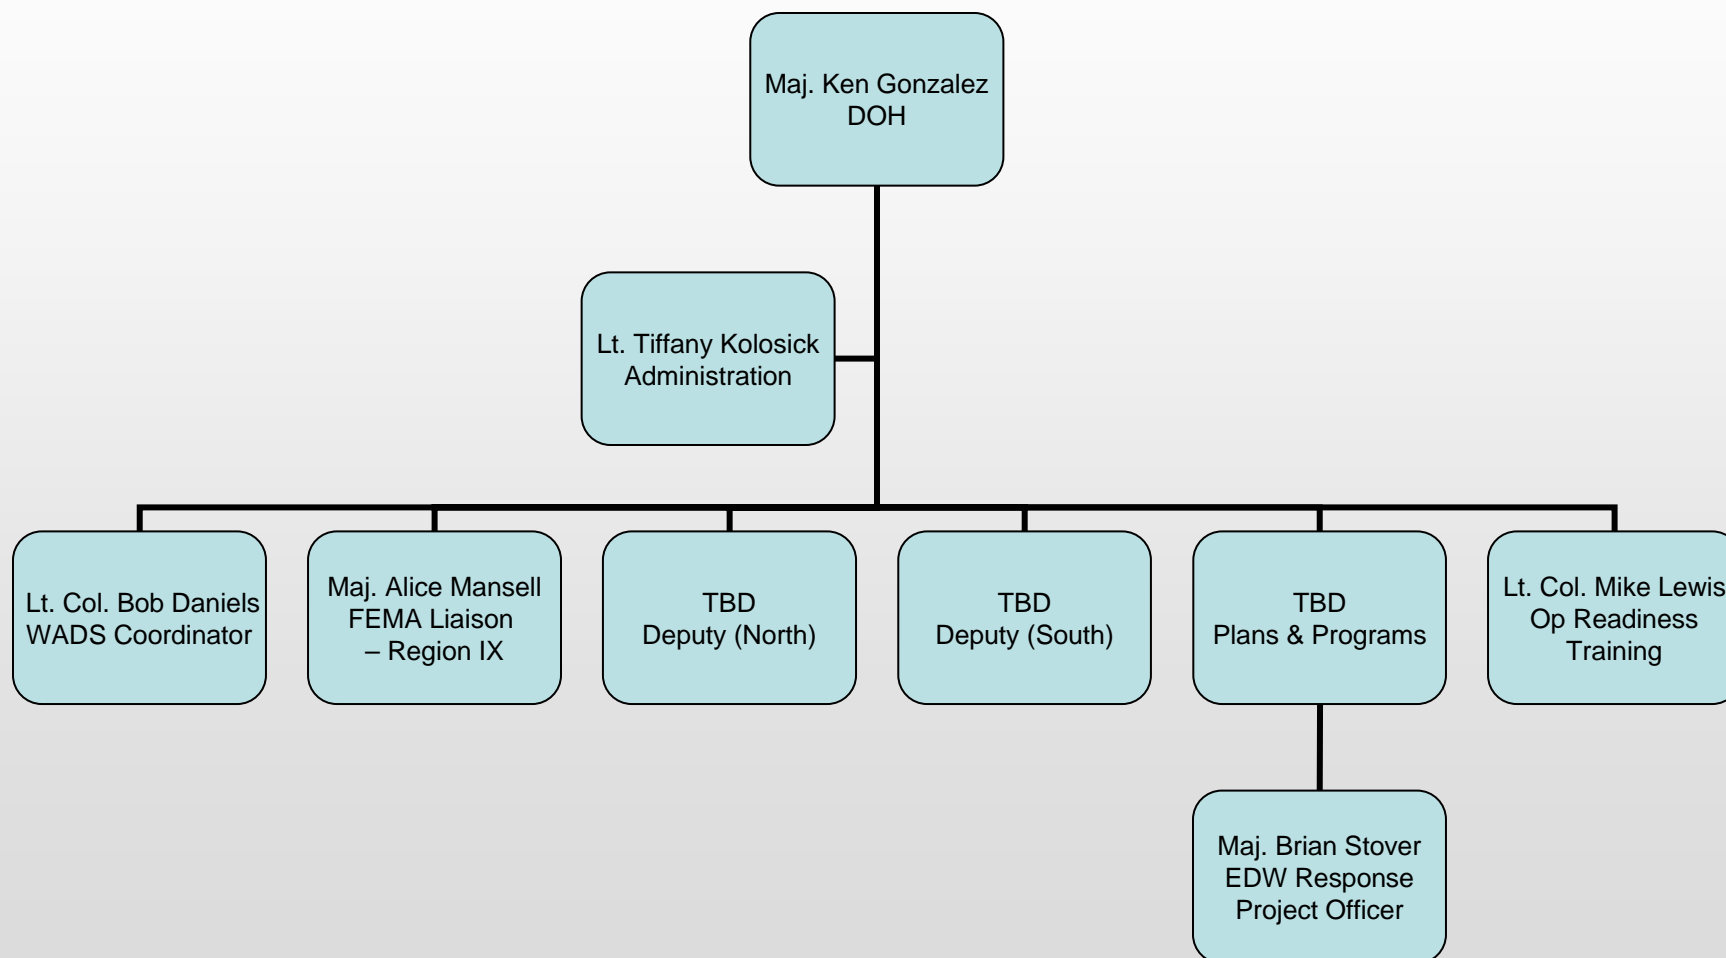 Maj. Ken Gonzalez
DOH
Lt. Tiffany Kolosick
Administration
Lt. Col. Bob Daniels
WADS Coordinator
Maj. Alice Mansell
FEMA Liaison
– Region IX
TBD
Deputy (North)
TBD
Deputy (South)
TBD
Plans & Programs
Lt. Col. Mike Lewis
Op Readiness
Training
Maj. Brian Stover
EDW Response
Project Officer